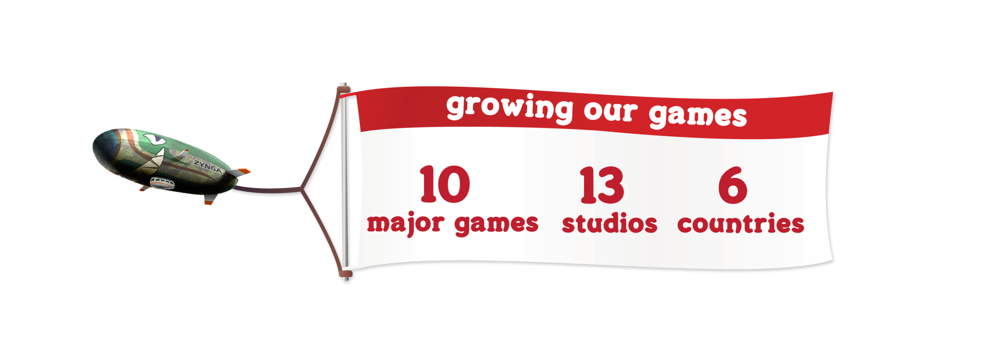 ZYNGA
growing our games
10 13 6
major games studios countries